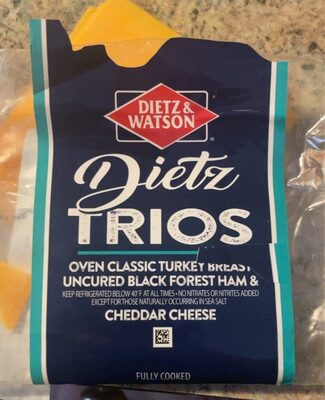 DIETZ &
WATSON
®
Dietz
TRIOS
OVEN CLASSIC TURKEY BREAST
UNCURED BLACK FOREST HAM &
KEEP REFRIGERATED BELOW 40°F AT ALL TIMES • NO NITRATES OR NITRITES ADDED
EXCEPT FOR THOSE NATURALLY OCCURRING IN SEA SALT
CHEDDAR CHEESE
FULLY COOKED